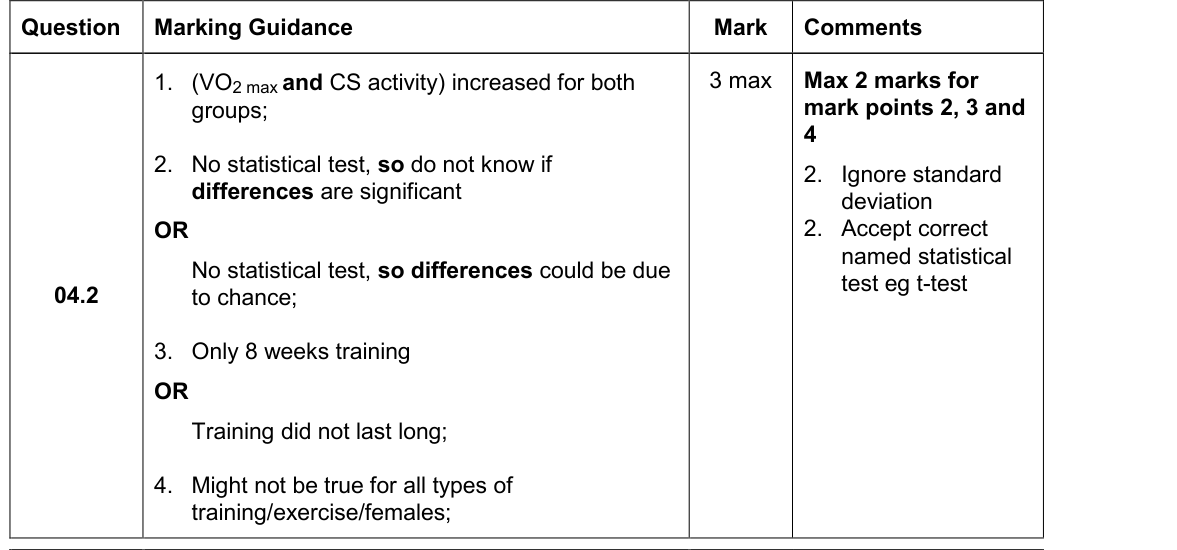 Question Marking Guidance Mark Comments
04.2
1. (VO2 max and CS activity) increased for both
groups;
2. No statistical test, so do not know if
differences are significant
OR
No statistical test, so differences could be due
to chance;
3. Only 8 weeks training
OR
Training did not last long;
4. Might not be true for all types of
training/exercise/females;
3 max
Max 2 marks for
mark points 2, 3 and
4
2. Ignore standard
deviation
2. Accept correct
named statistical
test eg t-test